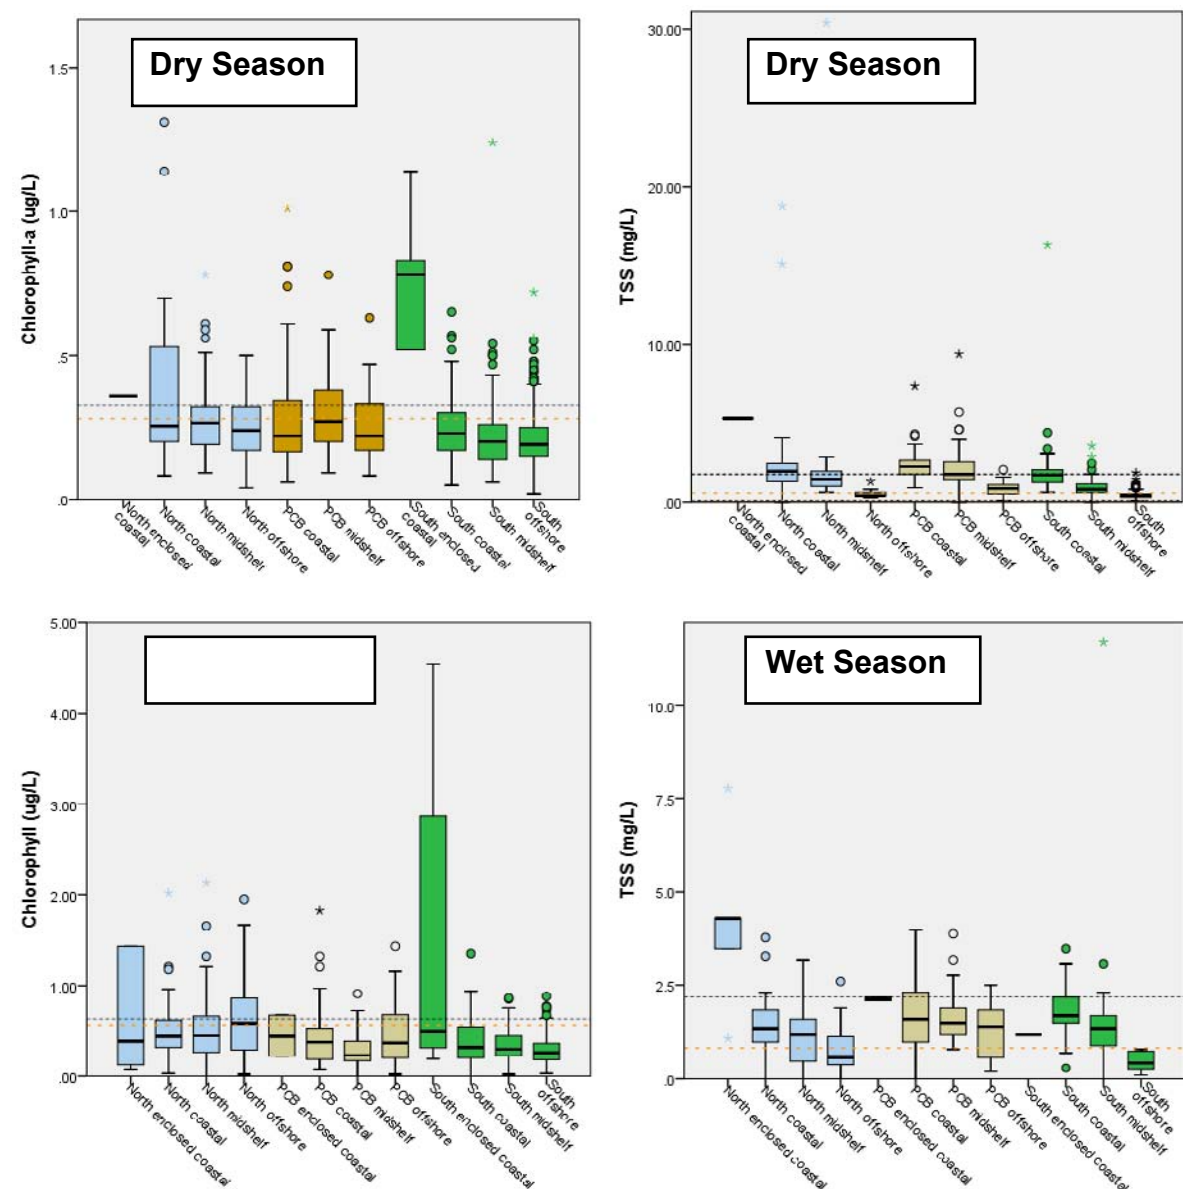 Dry Season
Chlorophyll-a (ug/L)
1.5
1.0
.5
.0
North enclosed
coastal
North coastal
North midshelf
North offshore
PCB coastal
PCB midshelf
PCB offshore
South enclosed
coastal
South coastal
South midshelf
South
offshore
Dry Season
TSS (mg/L)
30.00
20.00
10.00
.00
North enclosed
coastal
North coastal
North midshelf
North offshore
PCB coastal
PCB midshelf
PCB offshore
South coastal
South midshelf
South
offshore
Chlorophyll (ug/L)
5.00
4.00
3.00
2.00
1.00
.00
North enclosed coastal
North coastal
North midshelf
North offshore
PCB enclosed coastal
PCB coastal
PCB midshelf
PCB offshore
South enclosed coastal
South coastal
South midshelf
South
offshore
Wet Season
TSS (mg/L)
10.0
7.5
5.0
2.5
.0
North enclosed coastal
North coastal
North midshelf
North offshore
PCB enclosed coastal
PCB coastal
PCB midshelf
PCB offshore
South enclosed coastal
South coastal
South midshelf
South
offshore